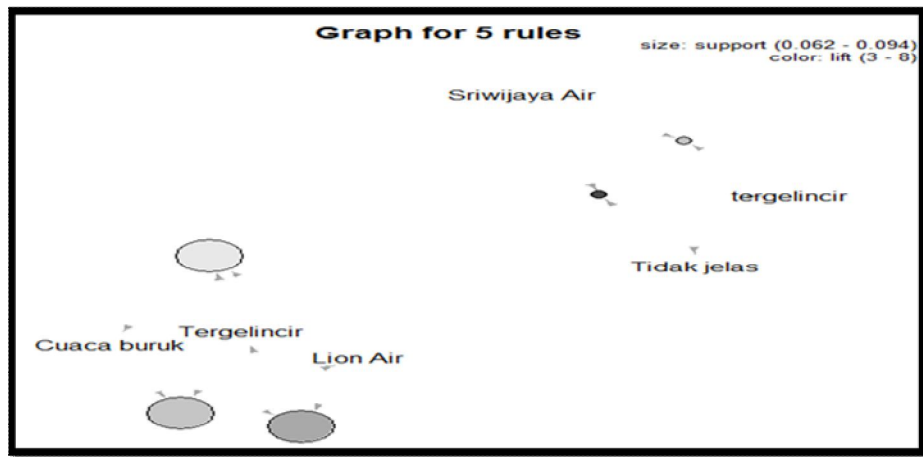 Graph for 5 rules
size: support (0.062 - 0.094)
color: lift (3 - 8)
Sriwijaya Air
tergelincir
Tidak jelas
Tergelincir
Cuaca buruk
Lion Air